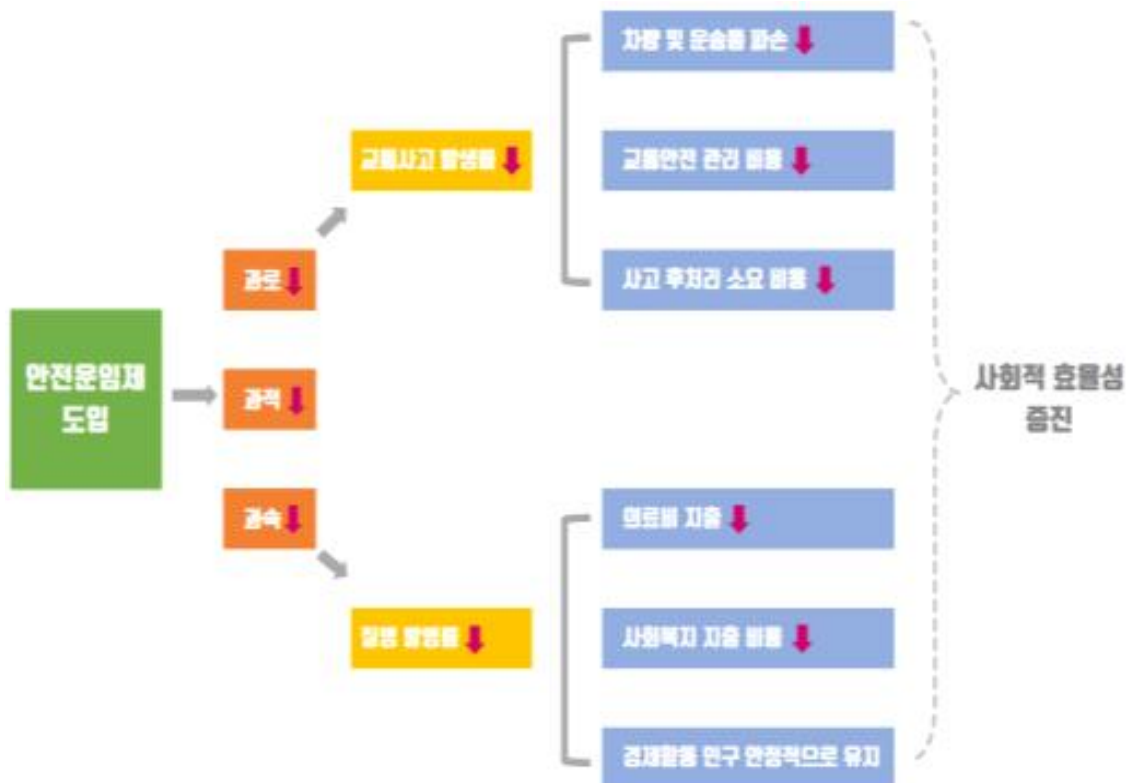 차량 및 운송품 파손
교통사고 발생률
교통안전 관리 비용
사고 후처리 소요 비용
과로
안전운임제
도입
과적
과속
사회적 효율성
증진
의료비 지출
질병 발병률
사회복지 지출 비용
경제활동 인구 안정적으로 유지